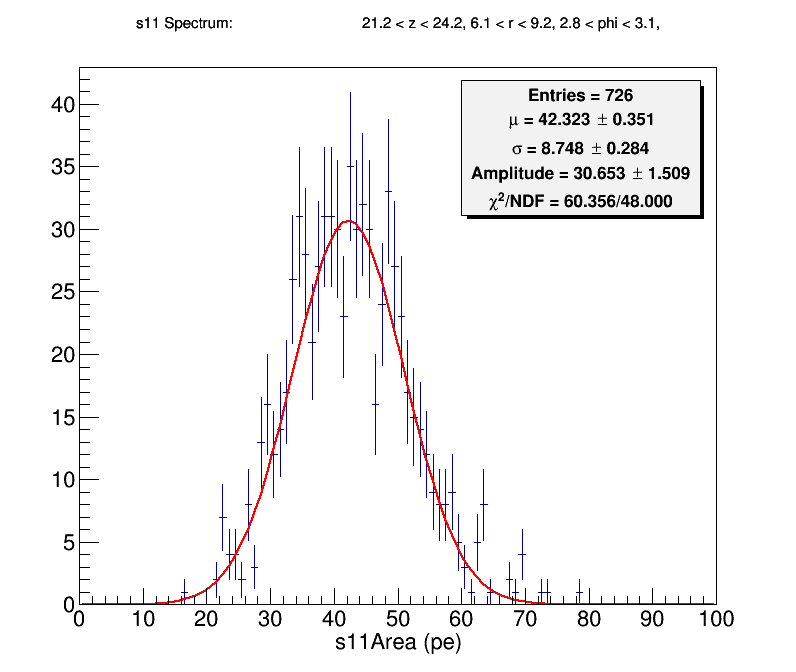 s11 Spectrum: 21.2 < z < 24.2, 6.1 < r < 9.2, 2.8 < phi < 3.1,
Entries = 726
μ = 42.323 ± 0.351
σ = 8.748 ± 0.284
Amplitude = 30.653 ± 1.509
χ²/NDF = 60.356/48.000
40
35
30
25
20
15
10
5
0
0 10 20 30 40 50 60 70 80 90 100
s11Area (pe)